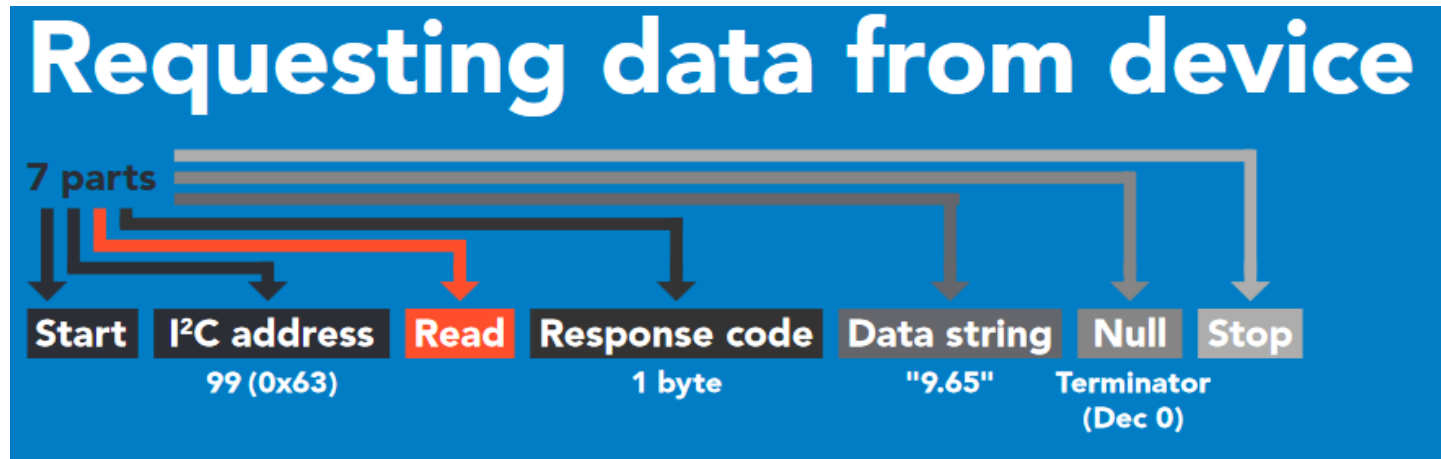 Requesting data from device
7 parts
Start I²C address Read Response code Data string Null Stop
99 (0x63) 1 byte "9.65" Terminator
(Dec 0)